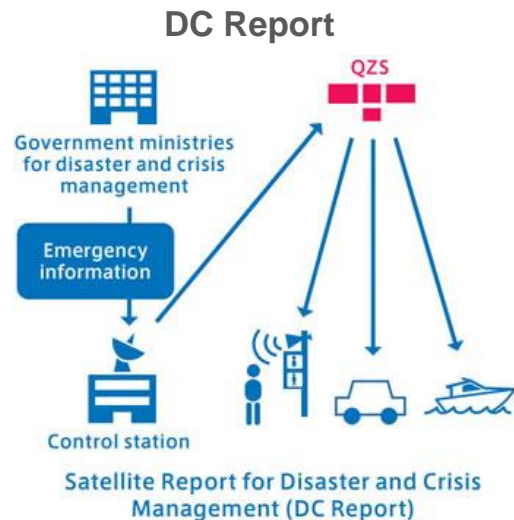 DC Report
QZS
Government ministries
for disaster and crisis
management
Emergency
information
Control station
Satellite Report for Disaster and Crisis
Management (DC Report)